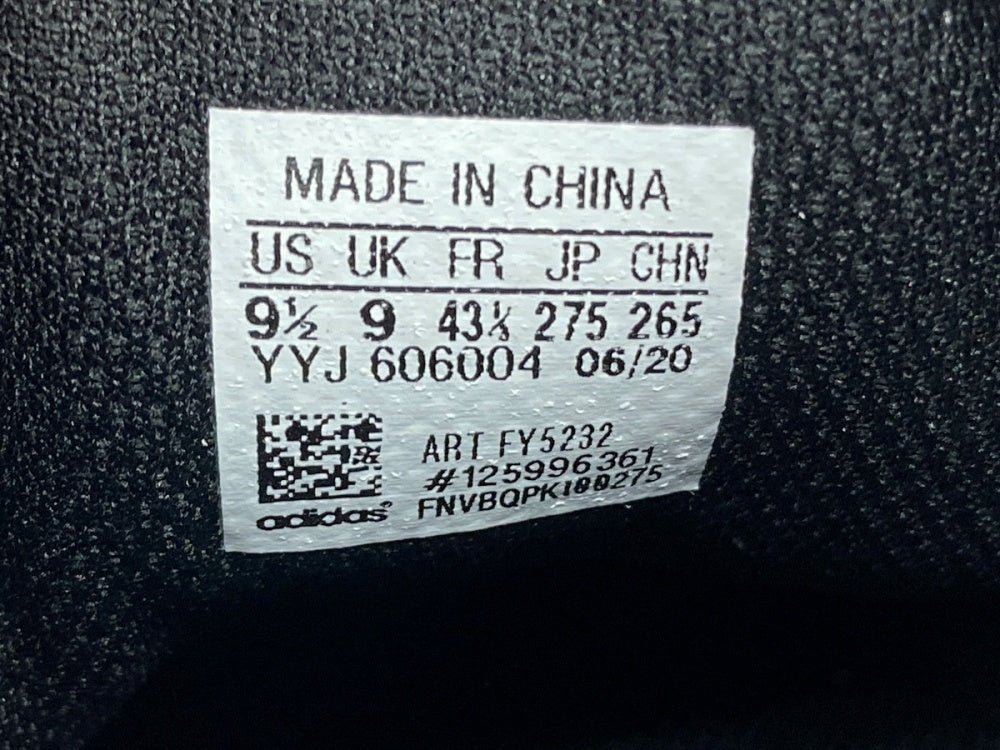 MADE IN CHINA
US UK FR JP CHN
9½ 9 43⅓ 275 265
YYJ 606004 06/20
ART FY5232
#125996361
FNVBQPK100275
adidas